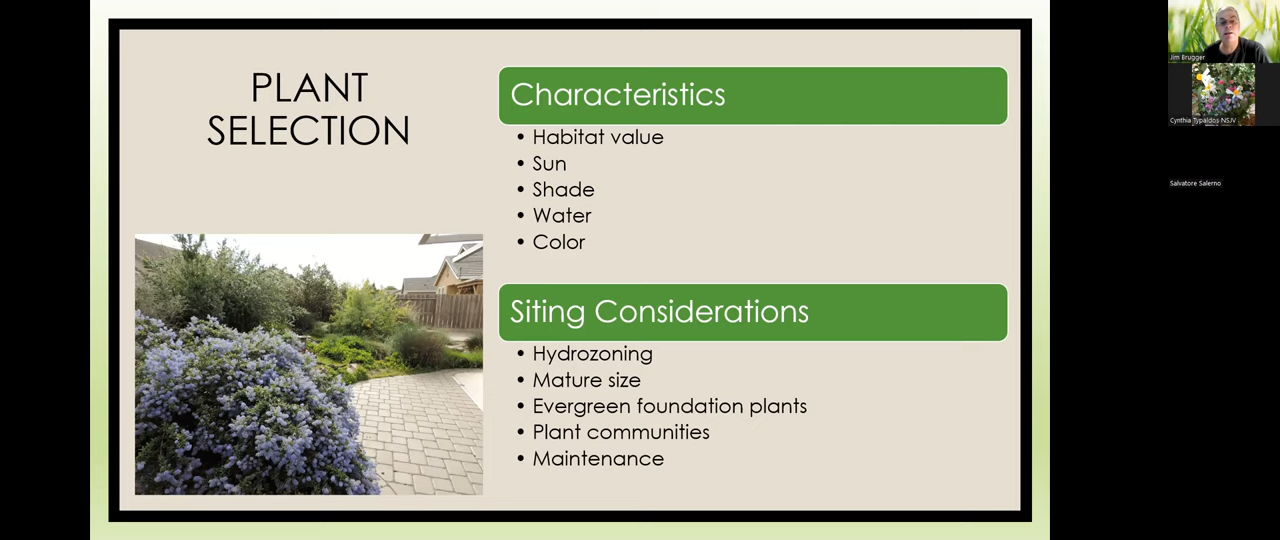 PLANT
SELECTION
Characteristics
• Habitat value
• Sun
• Shade
• Water
• Color
Siting Considerations
• Hydrozoning
• Mature size
• Evergreen foundation plants
• Plant communities
• Maintenance
Jim Brugger
Cynthia Typaldos NSJV
Salvatore Salerno